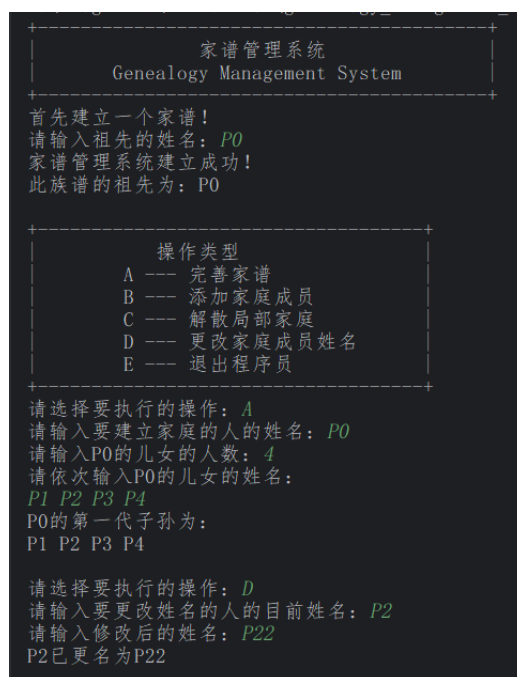 家谱管理系统
Genealogy Management System
首先建立一个家谱！
请输入祖先的姓名：P0
家谱管理系统建立成功！
此族谱的祖先为：P0
操作类型
A --- 完善家谱
B --- 添加家庭成员
C --- 解散局部家庭
D --- 更改家庭成员姓名
E --- 退出程序员
请选择要执行的操作：A
请输入要建立家庭的人的姓名：P0
请输入P0的儿女的人数：4
请依次输入P0的儿女的姓名：
P1 P2 P3 P4
P0的第一代子孙为：
P1 P2 P3 P4
请选择要执行的操作：D
请输入要更改姓名的人的目前姓名：P2
请输入修改后的姓名：P22
P2已更名为P22